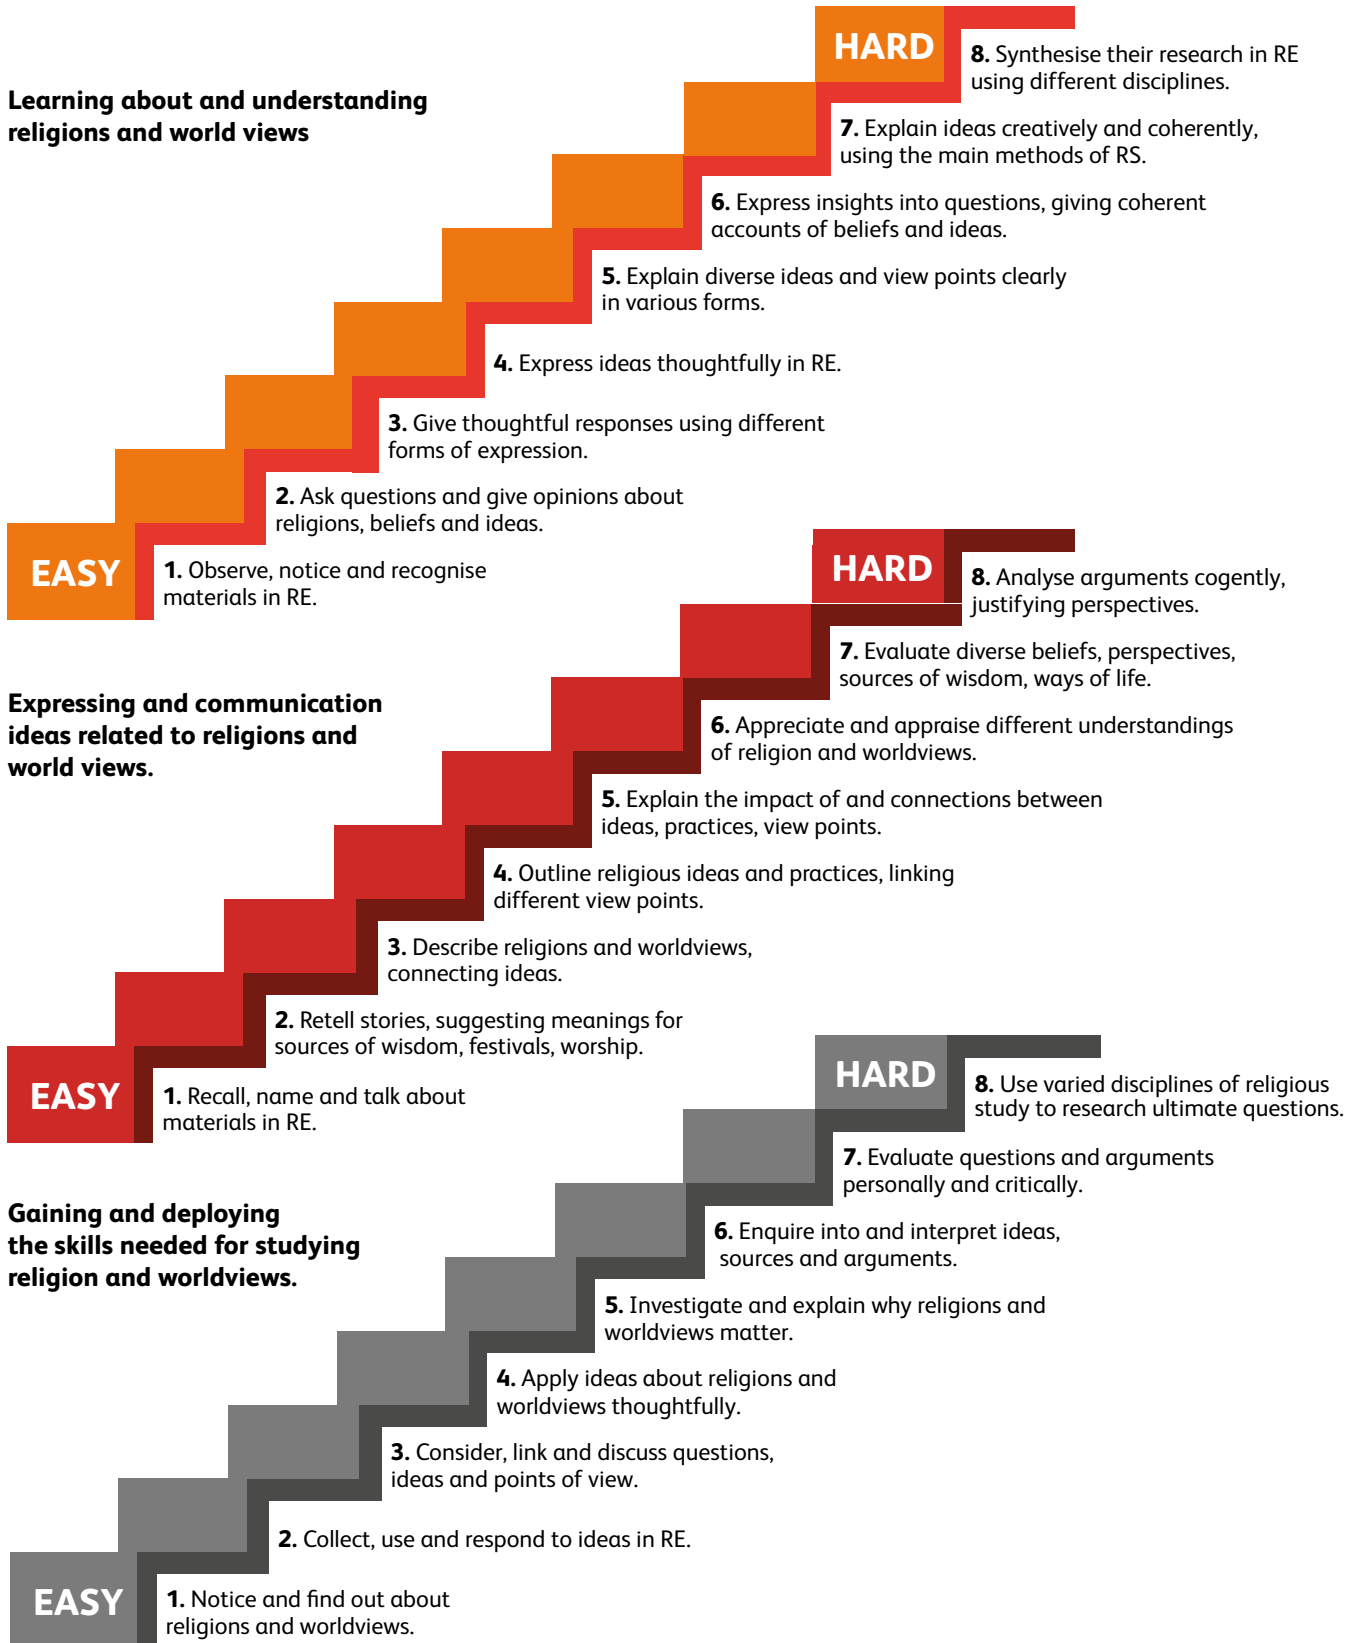 Learning about and understanding
religions and world views
HARD
8. Synthesise their research in RE
using different disciplines.
7. Explain ideas creatively and coherently,
using the main methods of RS.
6. Express insights into questions, giving coherent
accounts of beliefs and ideas.
5. Explain diverse ideas and view points clearly
in various forms.
4. Express ideas thoughtfully in RE.
3. Give thoughtful responses using different
forms of expression.
2. Ask questions and give opinions about
religions, beliefs and ideas.
EASY
1. Observe, notice and recognise
materials in RE.
Expressing and communication
ideas related to religions and
world views.
HARD
8. Analyse arguments cogently,
justifying perspectives.
7. Evaluate diverse beliefs, perspectives,
sources of wisdom, ways of life.
6. Appreciate and appraise different understandings
of religion and worldviews.
5. Explain the impact of and connections between
ideas, practices, view points.
4. Outline religious ideas and practices, linking
different view points.
3. Describe religions and worldviews,
connecting ideas.
2. Retell stories, suggesting meanings for
sources of wisdom, festivals, worship.
EASY
1. Recall, name and talk about
materials in RE.
Gaining and deploying
the skills needed for studying
religion and worldviews.
HARD
8. Use varied disciplines of religious
study to research ultimate questions.
7. Evaluate questions and arguments
personally and critically.
6. Enquire into and interpret ideas,
sources and arguments.
5. Investigate and explain why religions and
worldviews matter.
4. Apply ideas about religions and
worldviews thoughtfully.
3. Consider, link and discuss questions,
ideas and points of view.
2. Collect, use and respond to ideas in RE.
EASY
1. Notice and find out about
religions and worldviews.